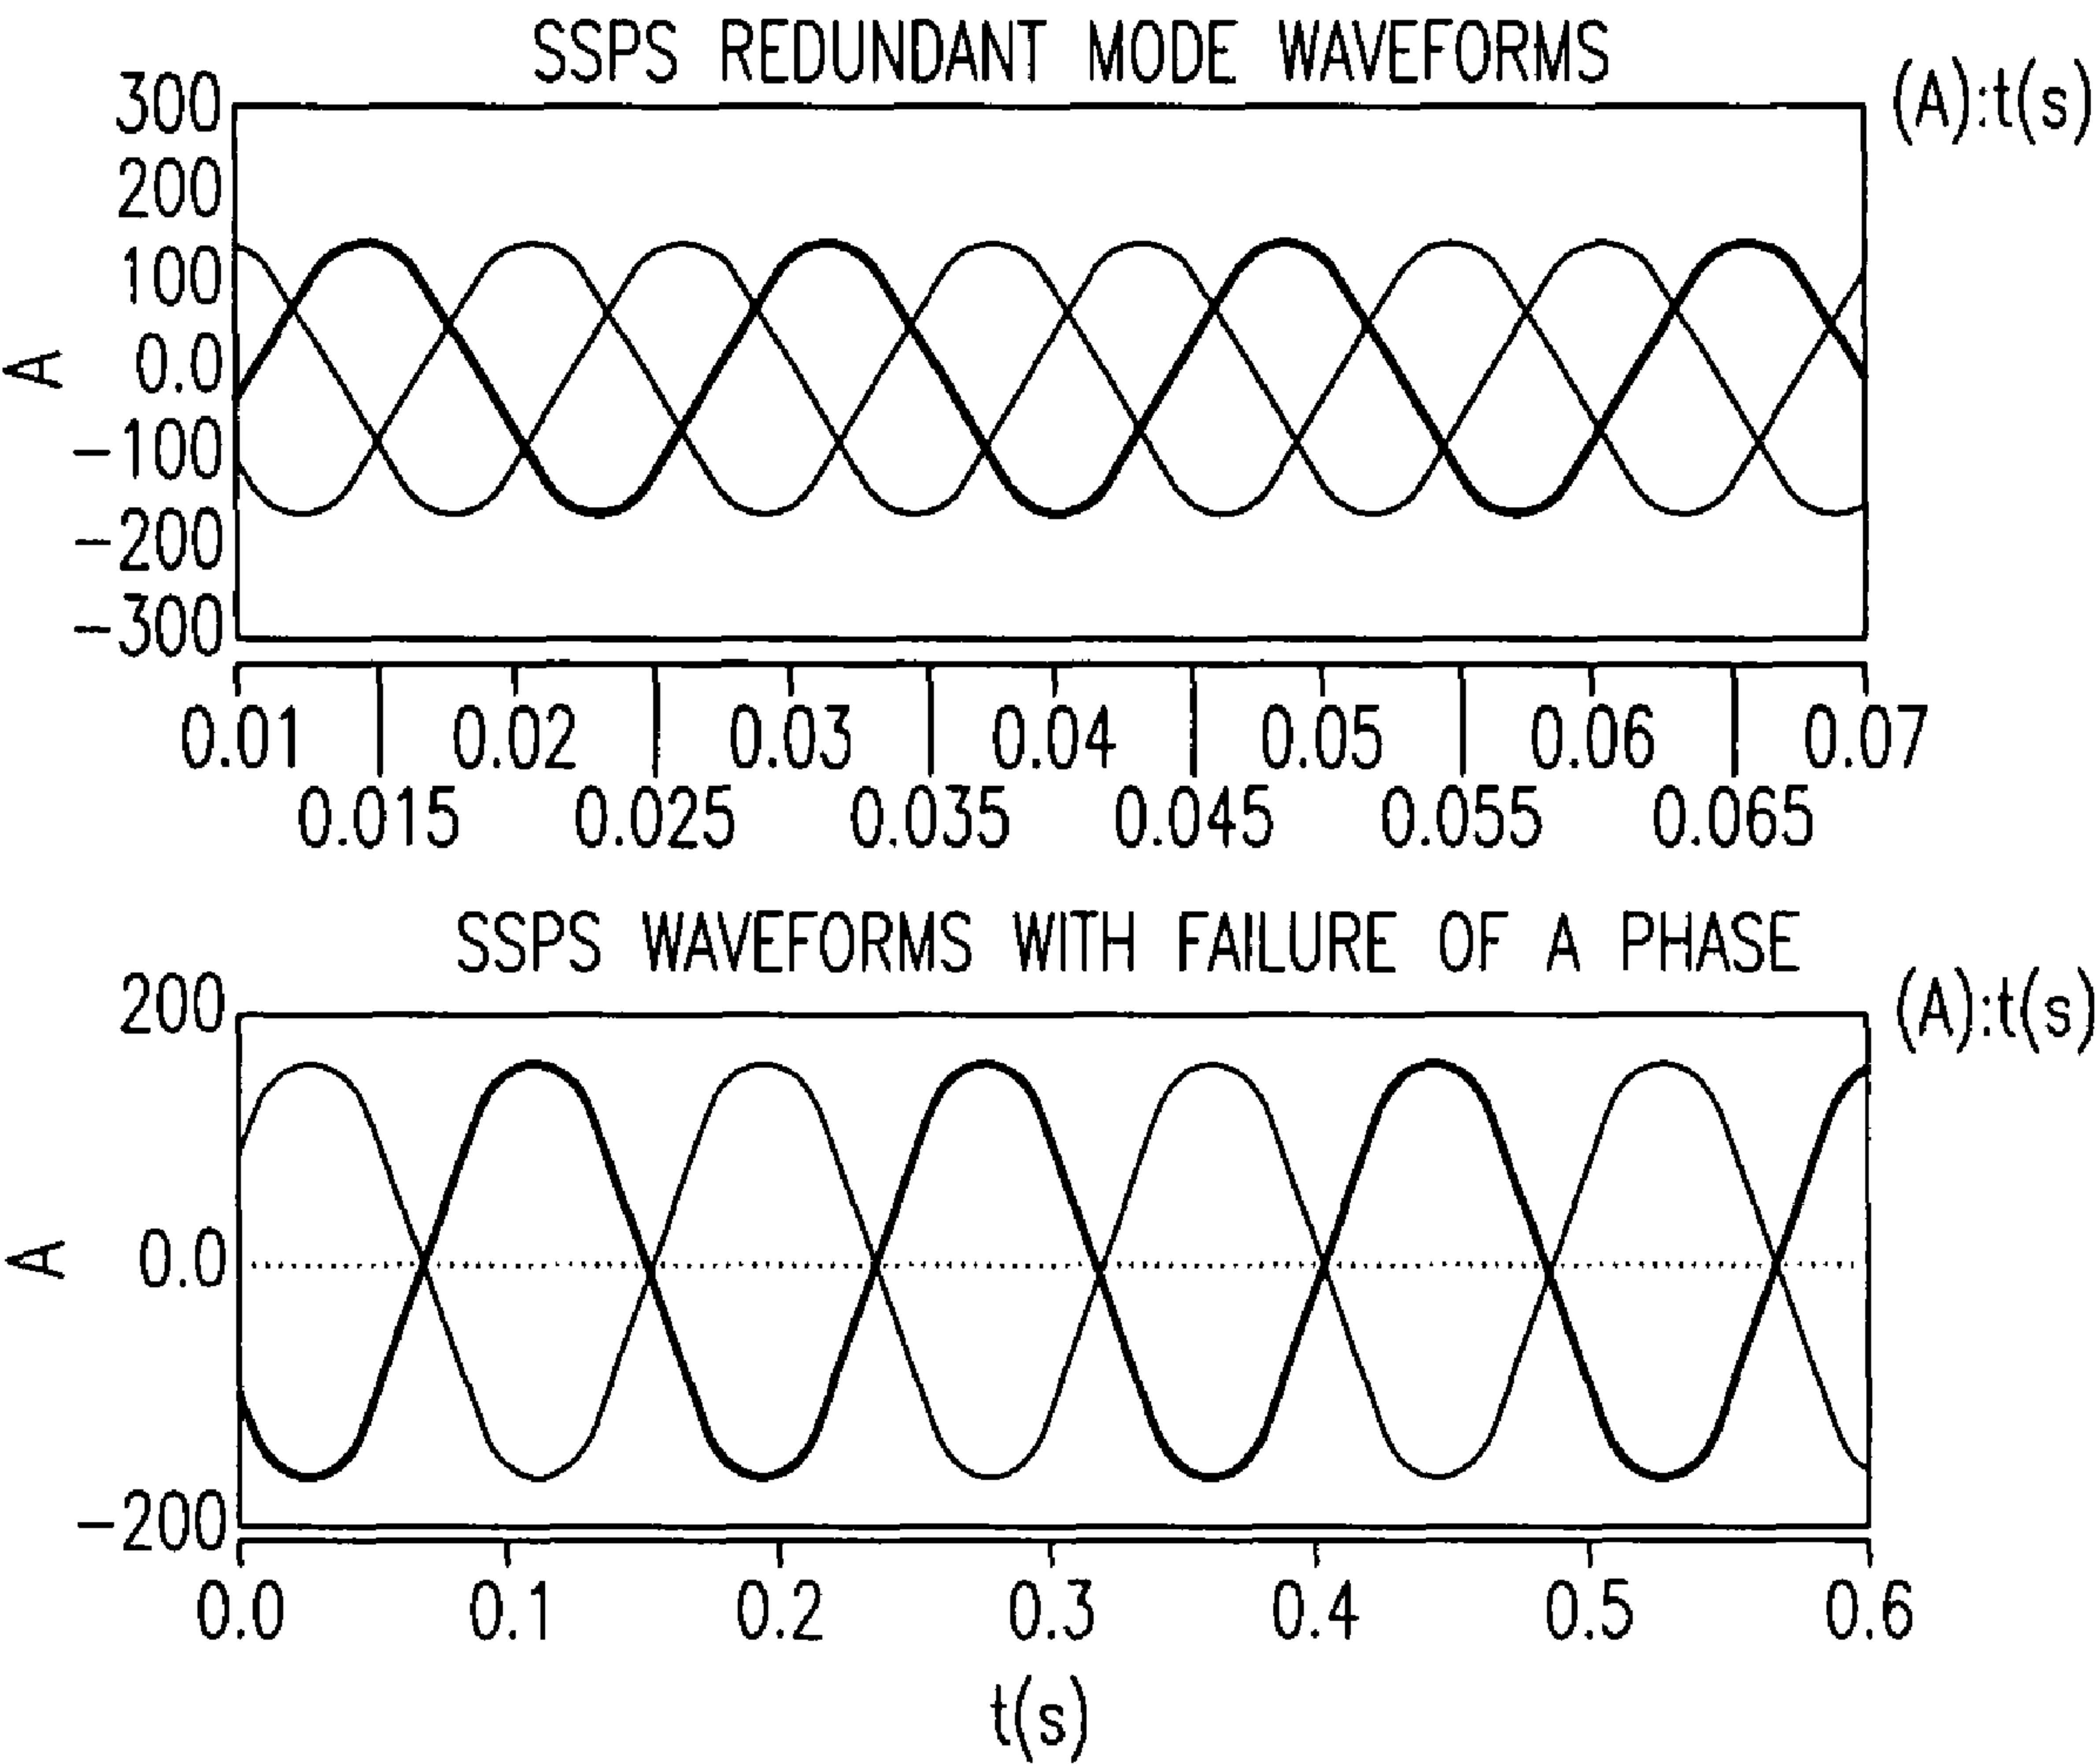 SSPS REDUNDANT MODE WAVEFORMS
(A):t(s)
300
200
100
0.0
-100
-200
-300
A
0.01 0.02 0.03 0.04 0.05 0.06 0.07
0.015 0.025 0.035 0.045 0.055 0.065
SSPS WAVEFORMS WITH FAILURE OF A PHASE
(A):t(s)
200
0.0
-200
A
0.0 0.1 0.2 0.3 0.4 0.5 0.6
t(s)